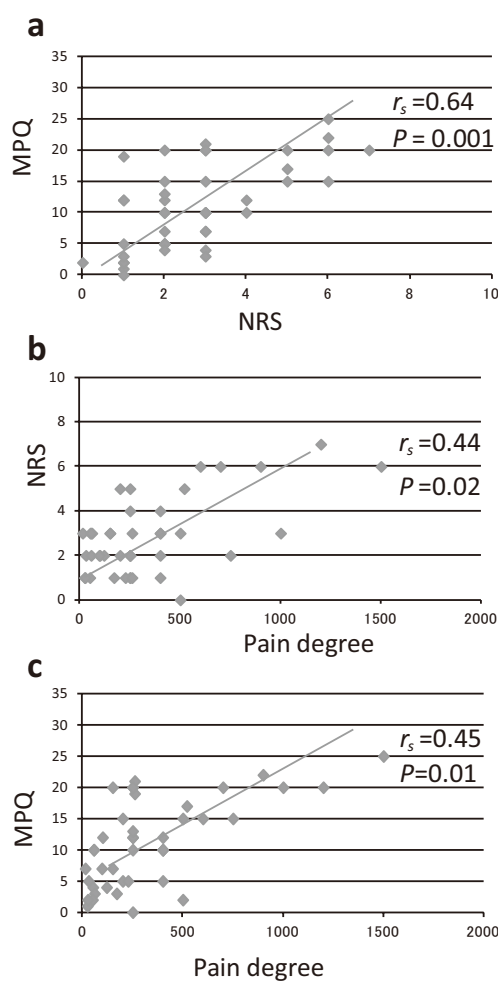 a
35
30
25
20
15
10
5
0
MPQ
r_s =0.64
P = 0.001
0 2 4 6 8 10
NRS
b
10
8
6
4
2
0
NRS
r_s =0.44
P =0.02
0 500 1000 1500 2000
Pain degree
c
35
30
25
20
15
10
5
0
MPQ
r_s =0.45
P=0.01
0 500 1000 1500 2000
Pain degree